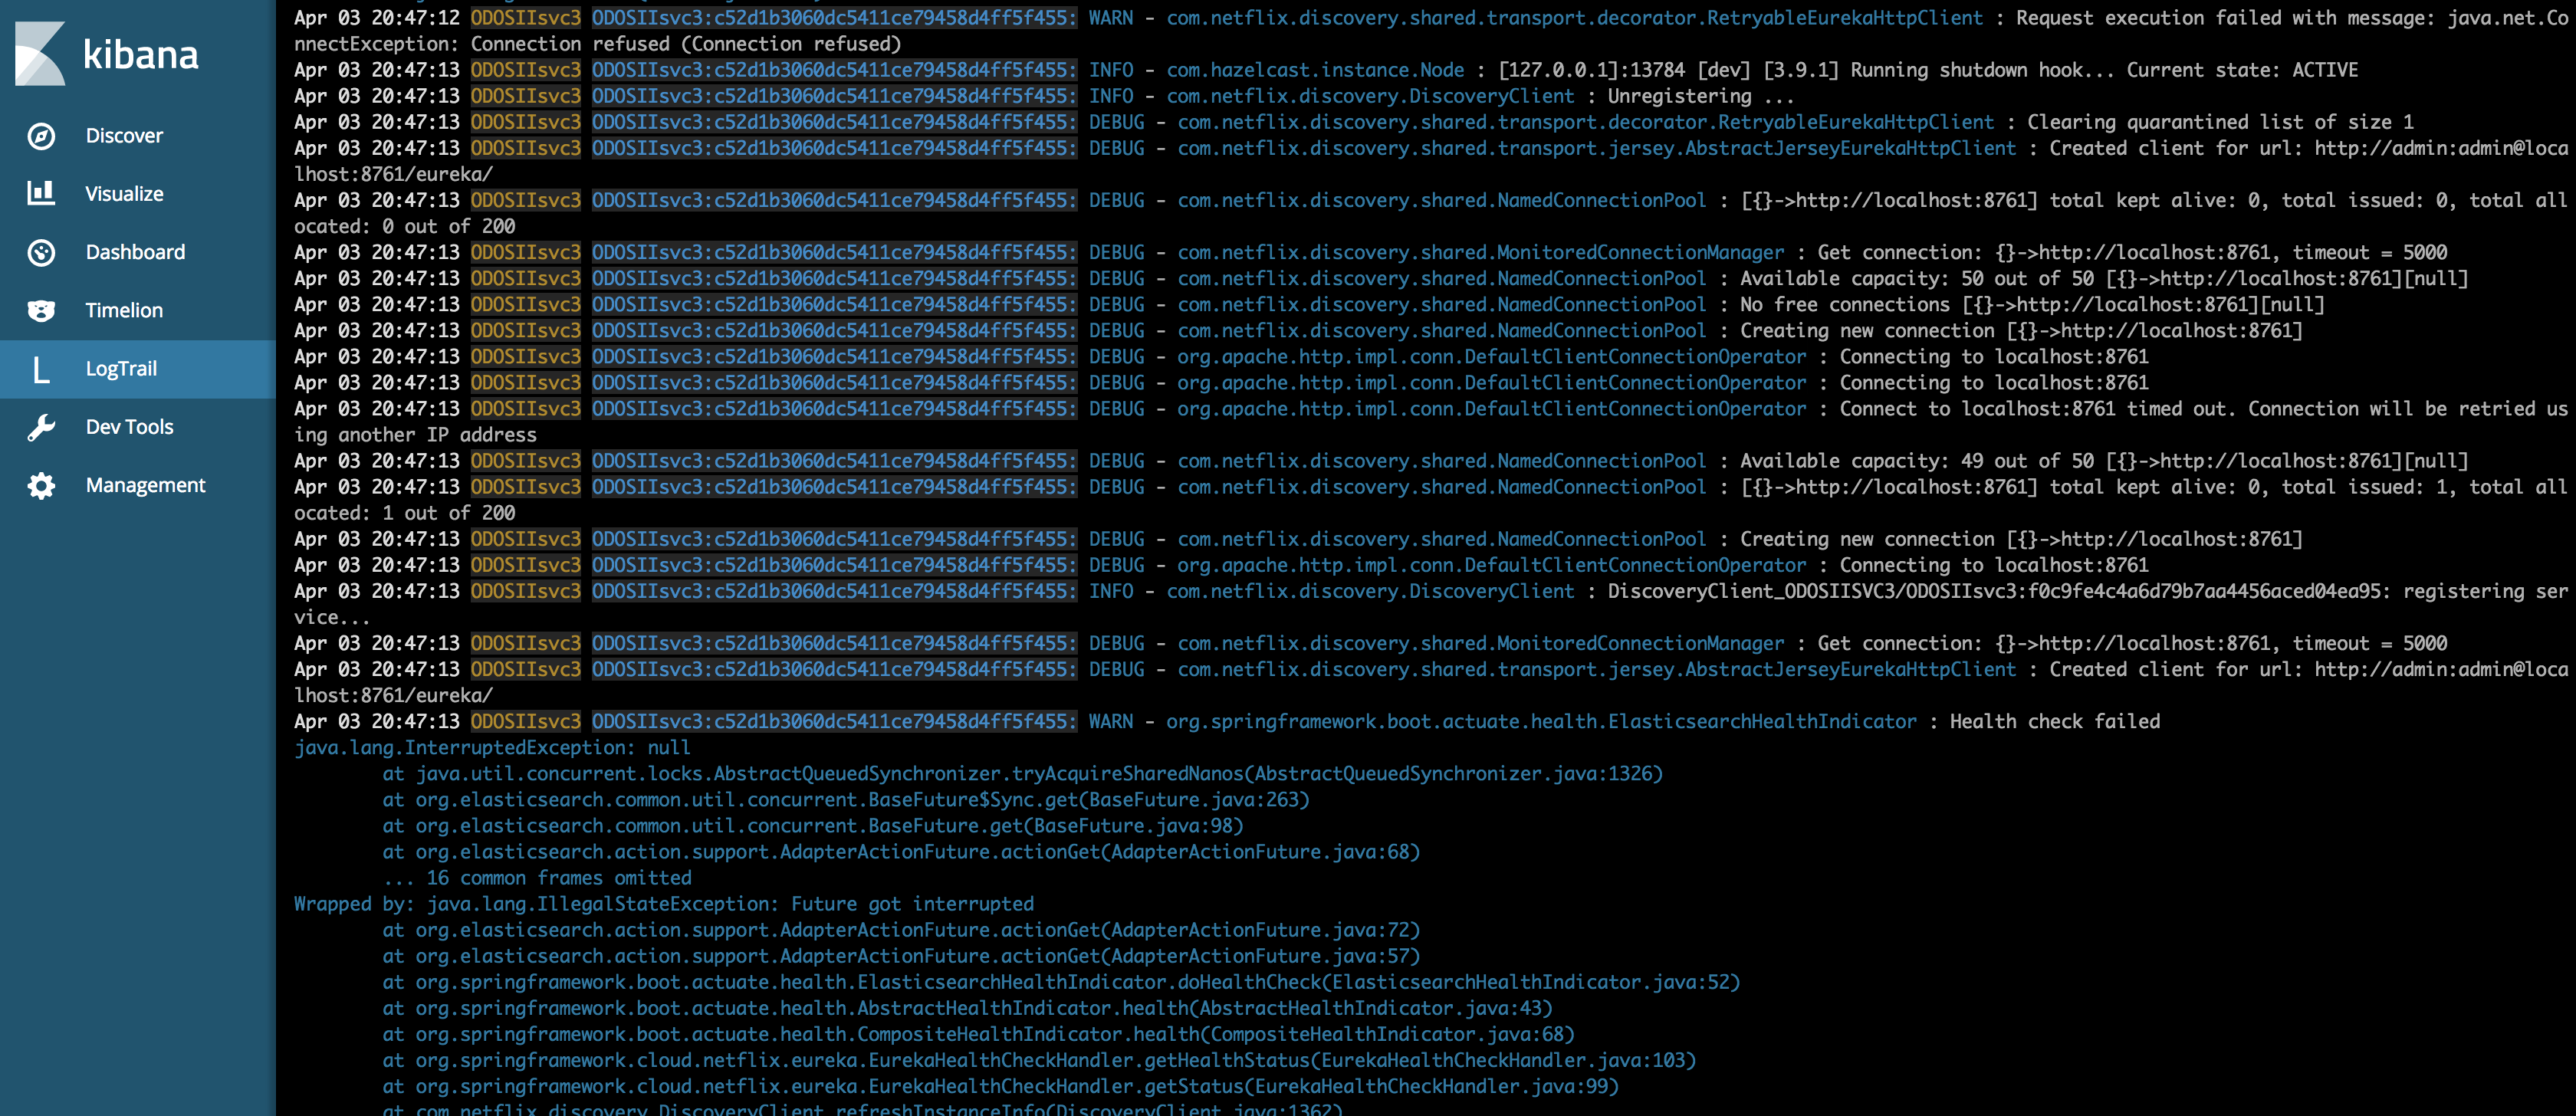 kibana
Discover
Visualize
Dashboard
Timelion
LogTrail
Dev Tools
Management
Apr 03 20:47:12 ODOSIIsvc3 ODOSIIsvc3:c52d1b3060dc5411ce79458d4ff5f455: WARN - com.netflix.discovery.shared.transport.decorator.RetryableEurekaHttpClient : Request execution failed with message: java.net.Co
nnectException: Connection refused (Connection refused)
Apr 03 20:47:13 ODOSIIsvc3 ODOSIIsvc3:c52d1b3060dc5411ce79458d4ff5f455: INFO - com.hazelcast.instance.Node : [127.0.0.1]:13784 [dev] [3.9.1] Running shutdown hook... Current state: ACTIVE
Apr 03 20:47:13 ODOSIIsvc3 ODOSIIsvc3:c52d1b3060dc5411ce79458d4ff5f455: INFO - com.netflix.discovery.DiscoveryClient : Unregistering ...
Apr 03 20:47:13 ODOSIIsvc3 ODOSIIsvc3:c52d1b3060dc5411ce79458d4ff5f455: DEBUG - com.netflix.discovery.shared.transport.decorator.RetryableEurekaHttpClient : Clearing quarantined list of size 1
Apr 03 20:47:13 ODOSIIsvc3 ODOSIIsvc3:c52d1b3060dc5411ce79458d4ff5f455: DEBUG - com.netflix.discovery.shared.transport.jersey.AbstractJerseyEurekaHttpClient : Created client for url: http://admin:admin@loca
lhost:8761/eureka/
Apr 03 20:47:13 ODOSIIsvc3 ODOSIIsvc3:c52d1b3060dc5411ce79458d4ff5f455: DEBUG - com.netflix.discovery.shared.NamedConnectionPool : [{}->http://localhost:8761] total kept alive: 0, total issued: 0, total all
ocated: 0 out of 200
Apr 03 20:47:13 ODOSIIsvc3 ODOSIIsvc3:c52d1b3060dc5411ce79458d4ff5f455: DEBUG - com.netflix.discovery.shared.MonitoredConnectionManager : Get connection: {}->http://localhost:8761, timeout = 5000
Apr 03 20:47:13 ODOSIIsvc3 ODOSIIsvc3:c52d1b3060dc5411ce79458d4ff5f455: DEBUG - com.netflix.discovery.shared.NamedConnectionPool : Available capacity: 50 out of 50 [{}->http://localhost:8761][null]
Apr 03 20:47:13 ODOSIIsvc3 ODOSIIsvc3:c52d1b3060dc5411ce79458d4ff5f455: DEBUG - com.netflix.discovery.shared.NamedConnectionPool : No free connections [{}->http://localhost:8761][null]
Apr 03 20:47:13 ODOSIIsvc3 ODOSIIsvc3:c52d1b3060dc5411ce79458d4ff5f455: DEBUG - com.netflix.discovery.shared.NamedConnectionPool : Creating new connection [{}->http://localhost:8761]
Apr 03 20:47:13 ODOSIIsvc3 ODOSIIsvc3:c52d1b3060dc5411ce79458d4ff5f455: DEBUG - org.apache.http.impl.conn.DefaultClientConnectionOperator : Connecting to localhost:8761
Apr 03 20:47:13 ODOSIIsvc3 ODOSIIsvc3:c52d1b3060dc5411ce79458d4ff5f455: DEBUG - org.apache.http.impl.conn.DefaultClientConnectionOperator : Connecting to localhost:8761
Apr 03 20:47:13 ODOSIIsvc3 ODOSIIsvc3:c52d1b3060dc5411ce79458d4ff5f455: DEBUG - org.apache.http.impl.conn.DefaultClientConnectionOperator : Connect to localhost:8761 timed out. Connection will be retried us
ing another IP address
Apr 03 20:47:13 ODOSIIsvc3 ODOSIIsvc3:c52d1b3060dc5411ce79458d4ff5f455: DEBUG - com.netflix.discovery.shared.NamedConnectionPool : Available capacity: 49 out of 50 [{}->http://localhost:8761][null]
Apr 03 20:47:13 ODOSIIsvc3 ODOSIIsvc3:c52d1b3060dc5411ce79458d4ff5f455: DEBUG - com.netflix.discovery.shared.NamedConnectionPool : [{}->http://localhost:8761] total kept alive: 0, total issued: 1, total all
ocated: 1 out of 200
Apr 03 20:47:13 ODOSIIsvc3 ODOSIIsvc3:c52d1b3060dc5411ce79458d4ff5f455: DEBUG - com.netflix.discovery.shared.NamedConnectionPool : Creating new connection [{}->http://localhost:8761]
Apr 03 20:47:13 ODOSIIsvc3 ODOSIIsvc3:c52d1b3060dc5411ce79458d4ff5f455: DEBUG - org.apache.http.impl.conn.DefaultClientConnectionOperator : Connecting to localhost:8761
Apr 03 20:47:13 ODOSIIsvc3 ODOSIIsvc3:c52d1b3060dc5411ce79458d4ff5f455: INFO - com.netflix.discovery.DiscoveryClient : DiscoveryClient_ODOSIISVC3/ODOSIIsvc3:f0c9fe4c4a6d79b7aa4456aced04ea95: registering ser
vice...
Apr 03 20:47:13 ODOSIIsvc3 ODOSIIsvc3:c52d1b3060dc5411ce79458d4ff5f455: DEBUG - com.netflix.discovery.shared.MonitoredConnectionManager : Get connection: {}->http://localhost:8761, timeout = 5000
Apr 03 20:47:13 ODOSIIsvc3 ODOSIIsvc3:c52d1b3060dc5411ce79458d4ff5f455: DEBUG - com.netflix.discovery.shared.transport.jersey.AbstractJerseyEurekaHttpClient : Created client for url: http://admin:admin@loca
lhost:8761/eureka/
Apr 03 20:47:13 ODOSIIsvc3 ODOSIIsvc3:c52d1b3060dc5411ce79458d4ff5f455: WARN - org.springframework.boot.actuate.health.ElasticsearchHealthIndicator : Health check failed
java.lang.InterruptedException: null
at java.util.concurrent.locks.AbstractQueuedSynchronizer.tryAcquireSharedNanos(AbstractQueuedSynchronizer.java:1326)
at org.elasticsearch.common.util.concurrent.BaseFuture$Sync.get(BaseFuture.java:263)
at org.elasticsearch.common.util.concurrent.BaseFuture.get(BaseFuture.java:98)
at org.elasticsearch.action.support.AdapterActionFuture.actionGet(AdapterActionFuture.java:68)
... 16 common frames omitted
Wrapped by: java.lang.IllegalStateException: Future got interrupted
at org.elasticsearch.action.support.AdapterActionFuture.actionGet(AdapterActionFuture.java:72)
at org.elasticsearch.action.support.AdapterActionFuture.actionGet(AdapterActionFuture.java:57)
at org.springframework.boot.actuate.health.ElasticsearchHealthIndicator.doHealthCheck(ElasticsearchHealthIndicator.java:52)
at org.springframework.boot.actuate.health.AbstractHealthIndicator.health(AbstractHealthIndicator.java:43)
at org.springframework.boot.actuate.health.CompositeHealthIndicator.health(CompositeHealthIndicator.java:68)
at org.springframework.cloud.netflix.eureka.EurekaHealthCheckHandler.getHealthStatus(EurekaHealthCheckHandler.java:103)
at org.springframework.cloud.netflix.eureka.EurekaHealthCheckHandler.getStatus(EurekaHealthCheckHandler.java:99)
at com.netflix.discovery.DiscoveryClient.refreshInstanceInfo(DiscoveryClient.java:1362)